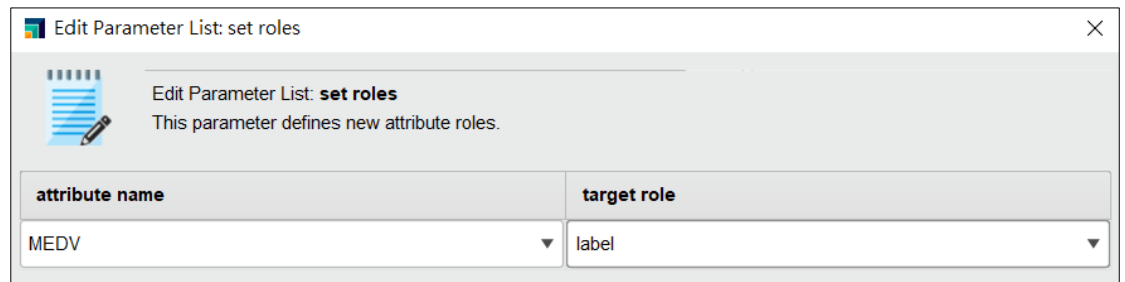 Edit Parameter List: set roles
Edit Parameter List: set roles
This parameter defines new attribute roles.
attribute name target role
MEDV label